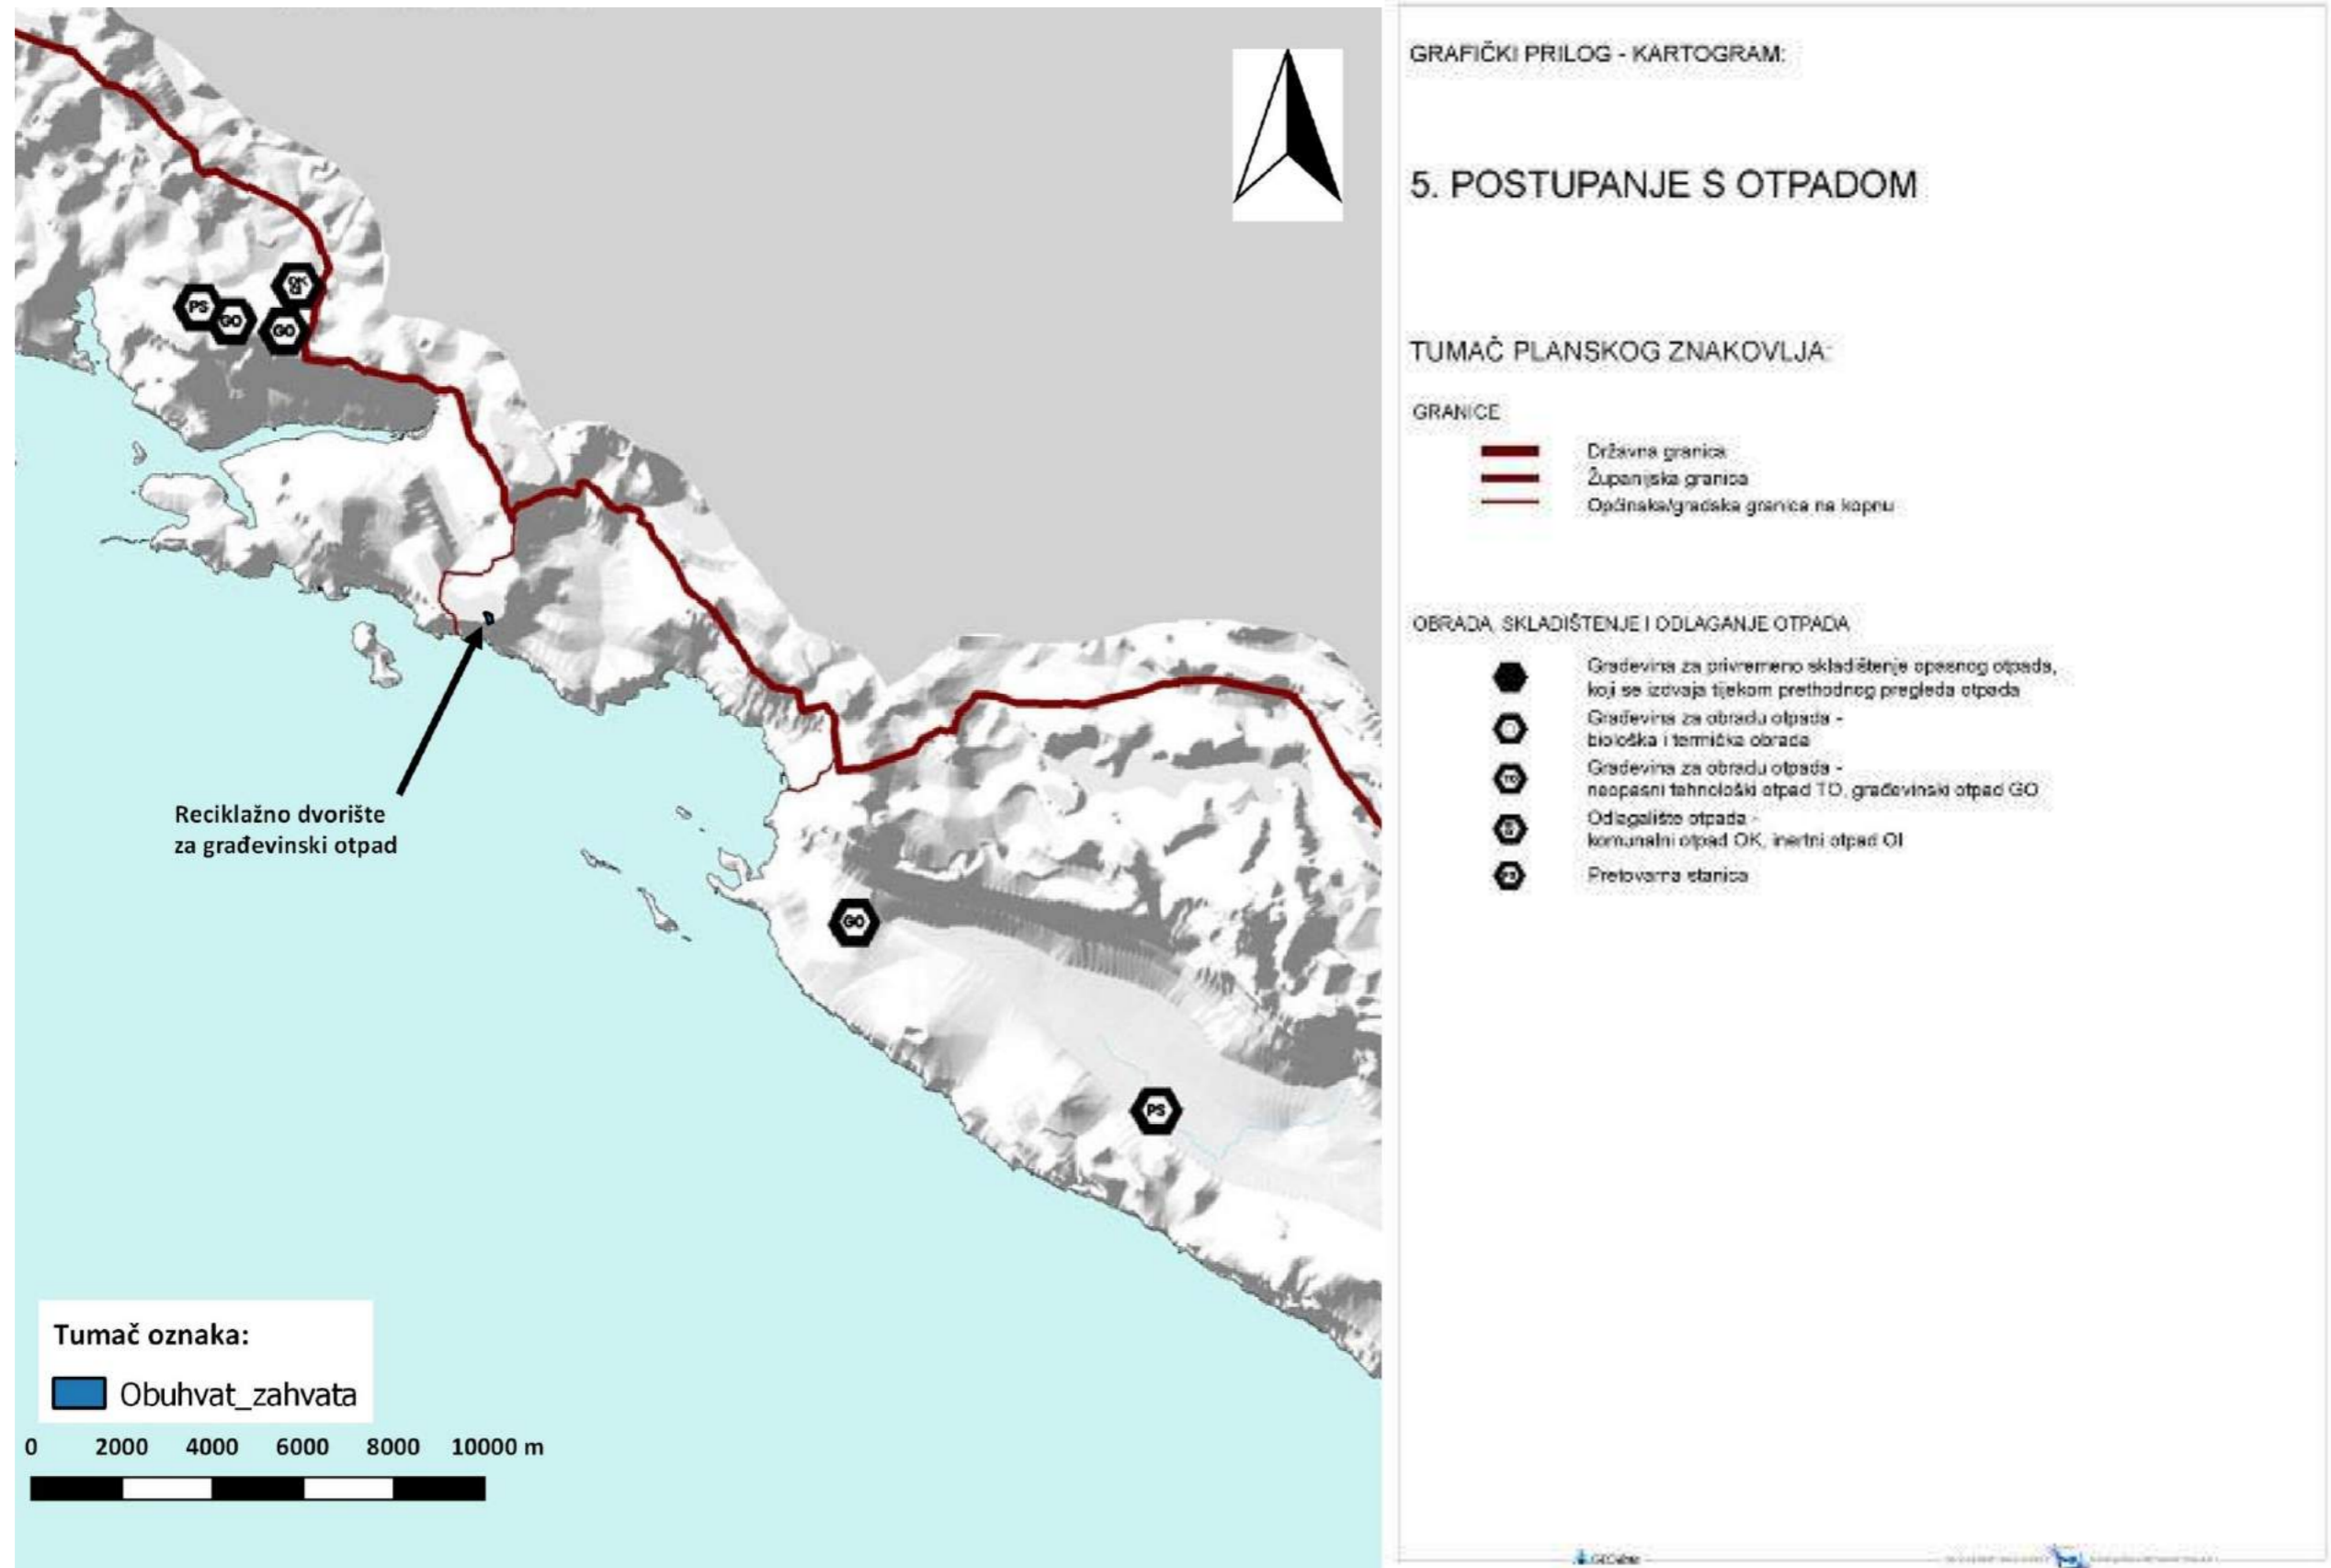 OK
OI
PS
GO
GO
Reciklažno dvorište
za građevinski otpad
GO
PS
Tumač oznaka:
Obuhvat_zahvata
0 2000 4000 6000 8000 10000 m
GRAFIČKI PRILOG - KARTOGRAM:
5. POSTUPANJE S OTPADOM
TUMAČ PLANSKOG ZNAKOVLJA:
GRANICE
Državna granica
Županijska granica
Općinska/gradska granica na kopnu
OBRADA, SKLADIŠTENJE I ODLAGANJE OTPADA
Građevina za privremeno skladištenje opasnog otpada,
koji se izdvaja tijekom prethodnog pregleda otpada
Građevina za obradu otpada -
biološka i termička obrada
TO
Građevina za obradu otpada -
neopasni tehnološki otpad TO, građevinski otpad GO
Odlagalište otpada -
komunalni otpad OK, inertni otpad OI
PS
Pretovarna stanica